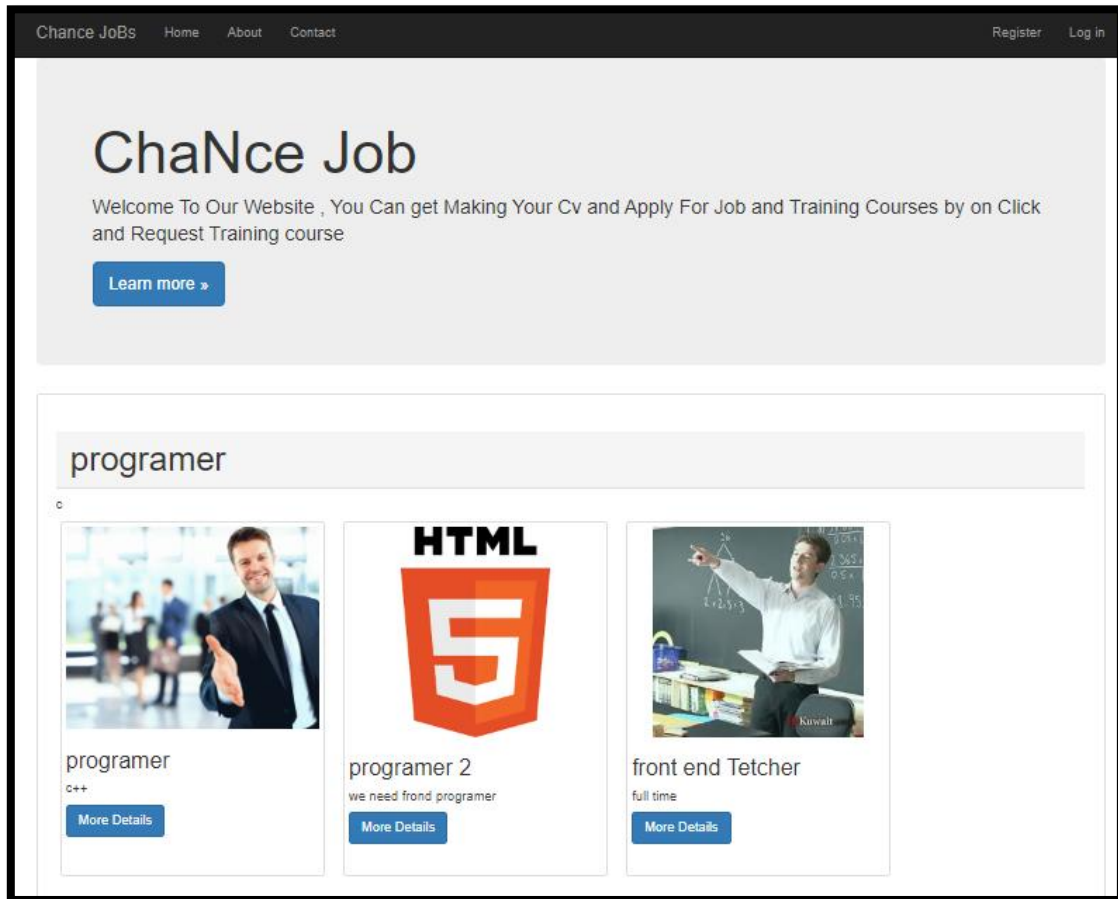 Chance JoBs Home About Contact Register Log in
ChaNce Job
Welcome To Our Website , You Can get Making Your Cv and Apply For Job and Training Courses by on Click
and Request Training course
Learn more »
programer
c
HTML
5
Kuwait
programer
c++
More Details
programer 2
we need frond programer
More Details
front end Tetcher
full time
More Details